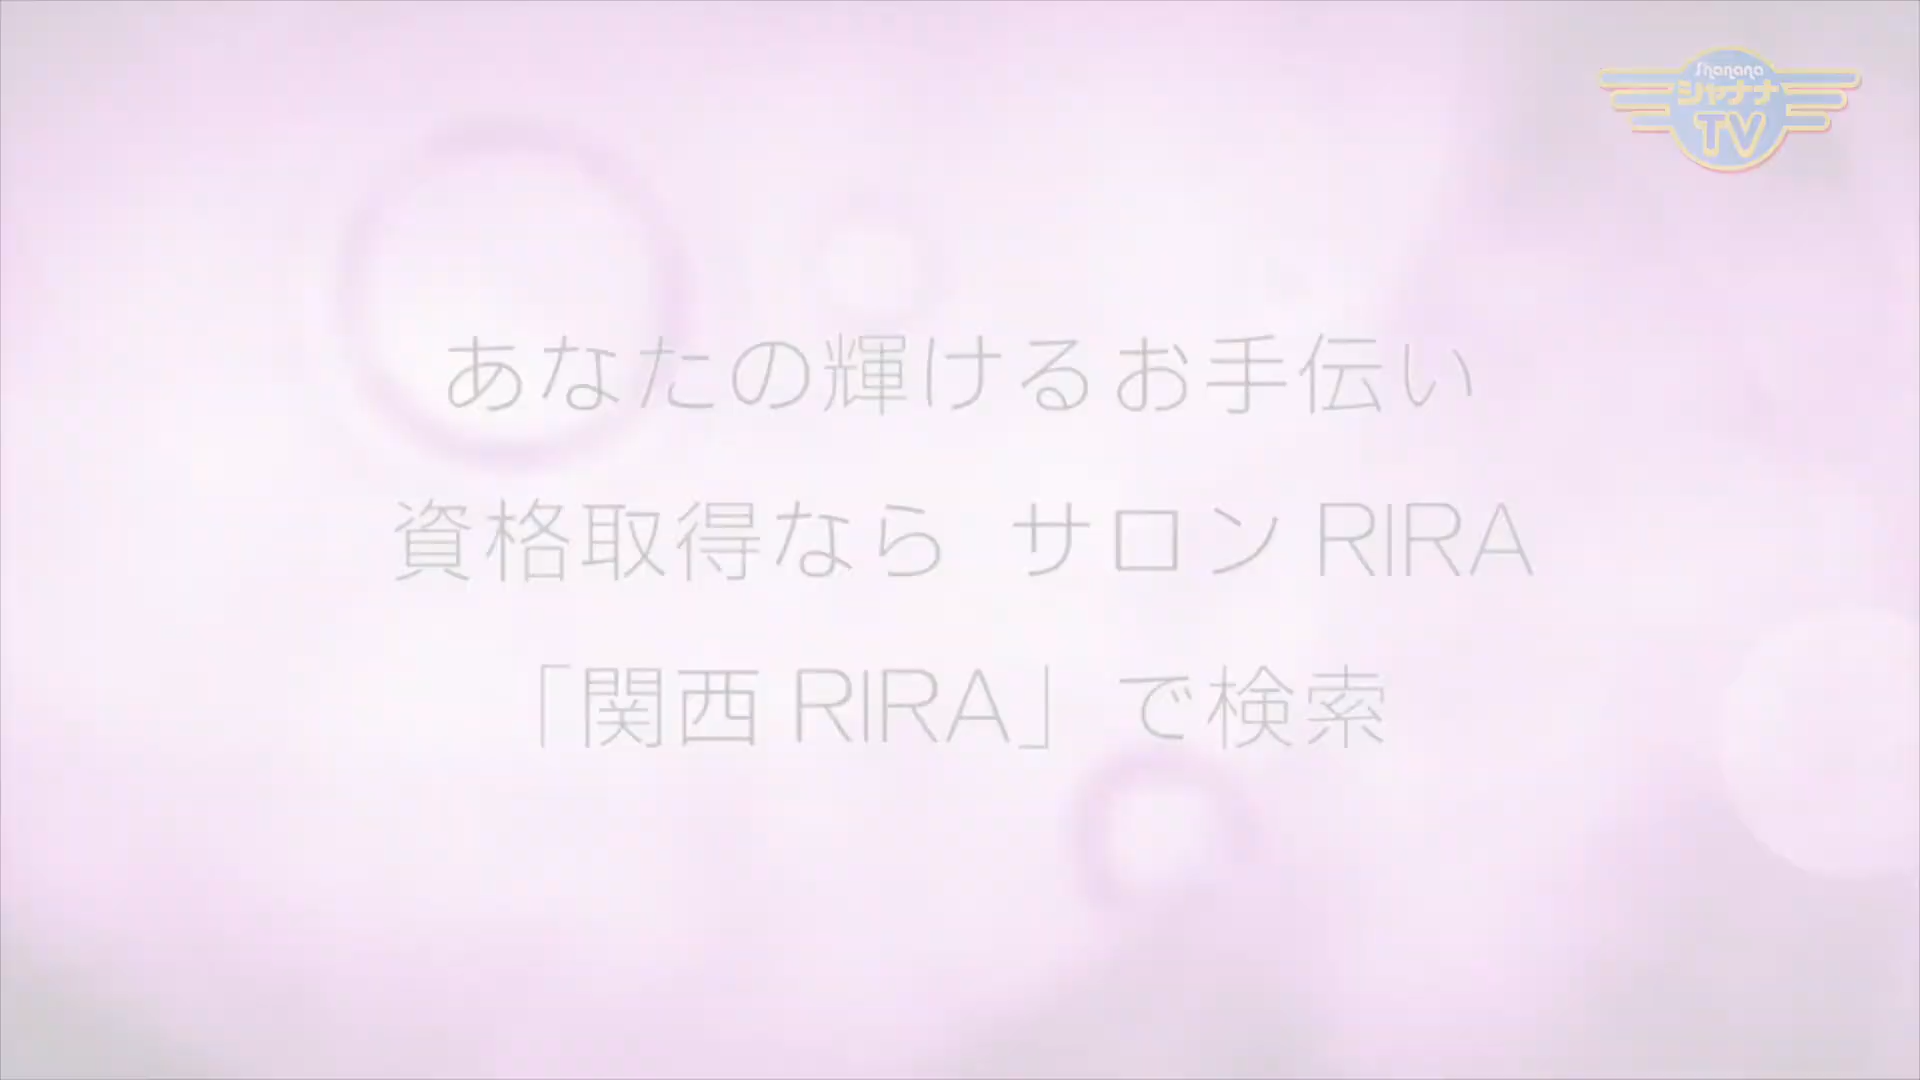 Shanana
シャナナ
TV
あなたの輝けるお手伝い
資格取得なら サロン RIRA
「関西 RIRA」で検索